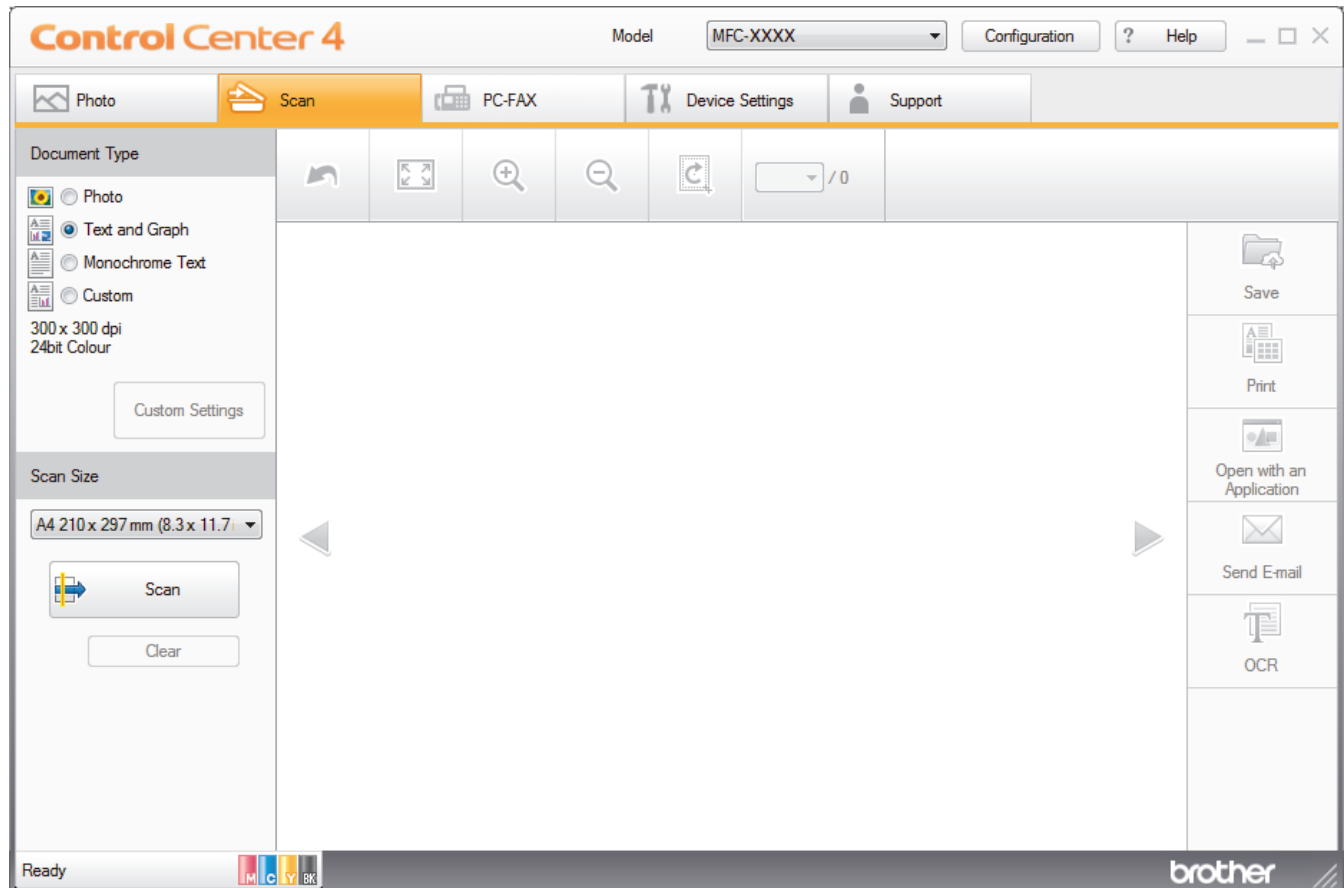 Control Center 4
Model
MFC-XXXX
Configuration
? Help
Photo
Scan
PC-FAX
Device Settings
Support
Document Type
Photo
Text and Graph
Monochrome Text
Custom
300 x 300 dpi
24bit Colour
Custom Settings
Scan Size
A4 210 x 297 mm (8.3 x 11.7
Scan
Clear
/ 0
Save
Print
Open with an
Application
Send E-mail
OCR
Ready
M C Y BK
brother